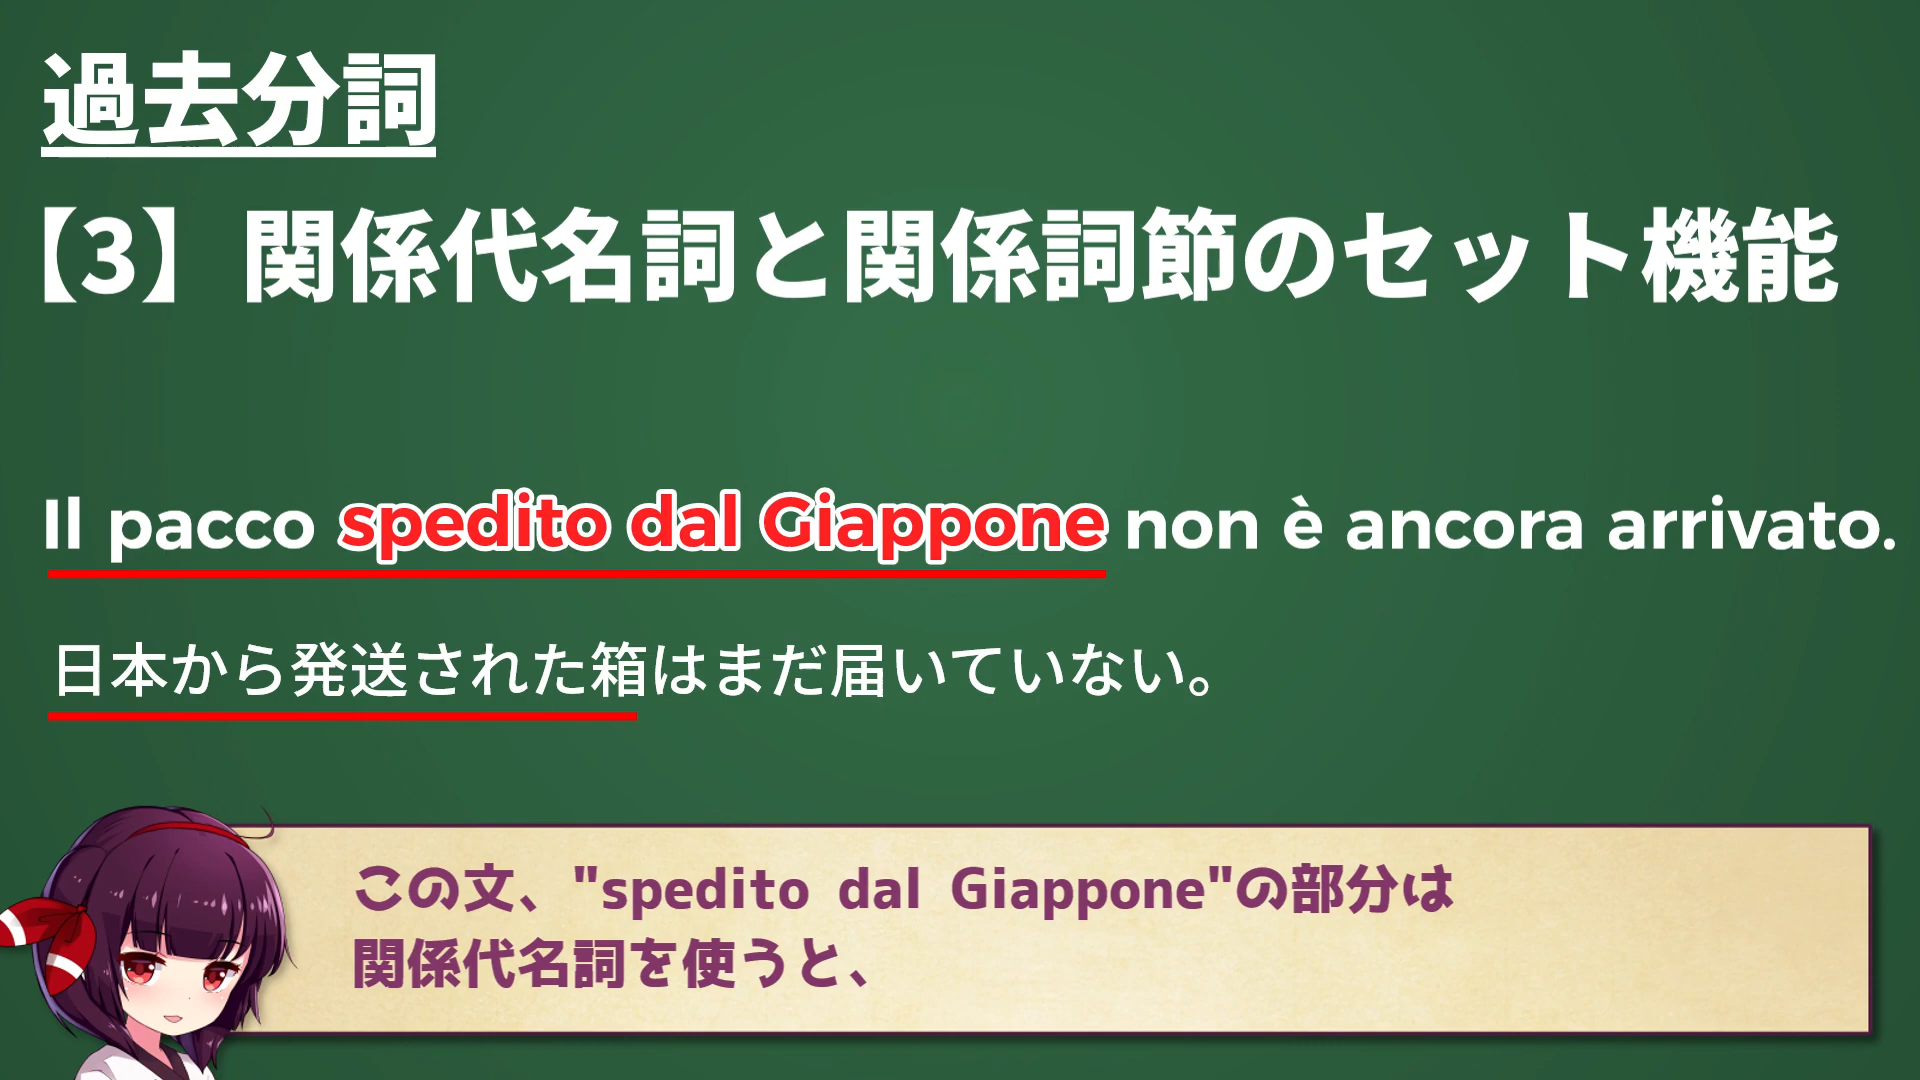 過去分詞
【3】関係代名詞と関係詞節のセット機能
Il pacco spedito dal Giappone non è ancora arrivato.
日本から発送された箱はまだ届いていない。
この文、"spedito dal Giappone"の部分は
関係代名詞を使うと、